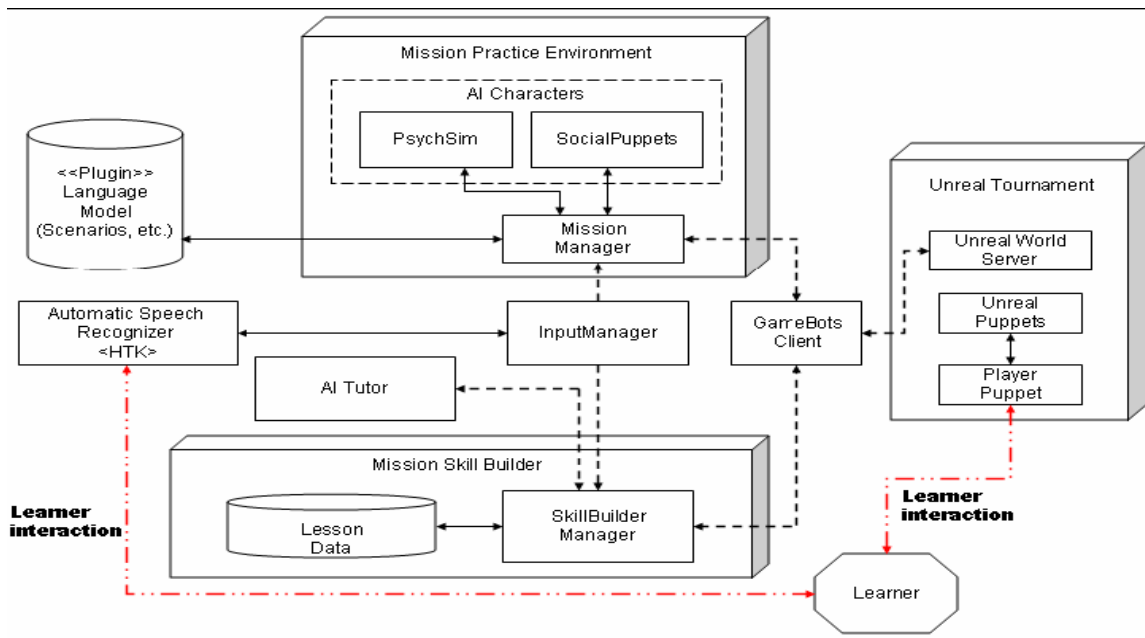 Mission Practice Environment
AI Characters
PsychSim
SocialPuppets
<<Plugin>>
Language
Model
(Scenarios, etc.)
Mission
Manager
Unreal Tournament
Unreal World
Server
Unreal
Puppets
Player
Puppet
Automatic Speech
Recognizer
<HTK>
InputManager
GameBots
Client
AI Tutor
Mission Skill Builder
Lesson
Data
SkillBuilder
Manager
Learner
interaction
Learner
interaction
Learner